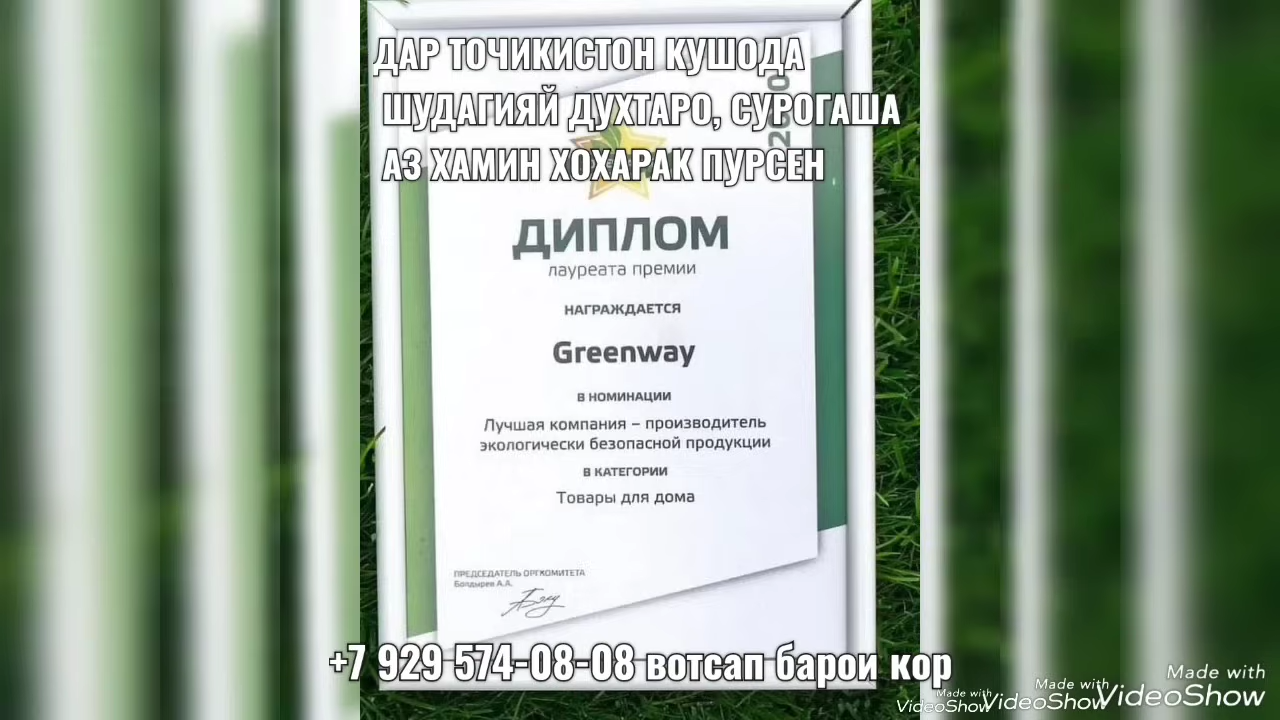 ДАР ТОЧИКИСТОН КУШОДА
ШУДАГИЯЙ ДУХТАРО, СУРОГАША
АЗ ХАМИН ХОХАРАК ПУРСЕН
ДИПЛОМ
лауреата премии
НАГРАЖДАЕТСЯ
Greenway
В НОМИНАЦИИ
Лучшая компания – производитель
экологически безопасной продукции
В КАТЕГОРИИ
Товары для дома
ПРЕДСЕДАТЕЛЬ ОРГКОМИТЕТА
Болдырев А.А.
+7 929 574-08-08 вотсап барои кор
Made with
VideoShow
Made with
VideoShow
Made with
VideoShow